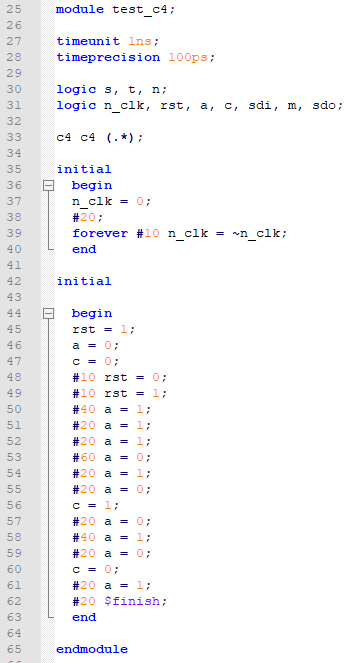 25 module test_c4;
26
27 timeunit 1ns;
28 timeprecision 100ps;
29
30 logic s, t, n;
31 logic n_clk, rst, a, c, sdi, m, sdo;
32
33 c4 c4 (.*);
34
35 initial
36 begin
37 n_clk = 0;
38 #20;
39 forever #10 n_clk = ~n_clk;
40 end
41
42 initial
43
44 begin
45 rst = 1;
46 a = 0;
47 c = 0;
48 #10 rst = 0;
49 #10 rst = 1;
50 #40 a = 1;
51 #20 a = 1;
52 #20 a = 1;
53 #60 a = 0;
54 #20 a = 1;
55 #20 a = 0;
56 c = 1;
57 #20 a = 0;
58 #40 a = 1;
59 #20 a = 0;
60 c = 0;
61 #20 a = 1;
62 #20 $finish;
63 end
64
65 endmodule